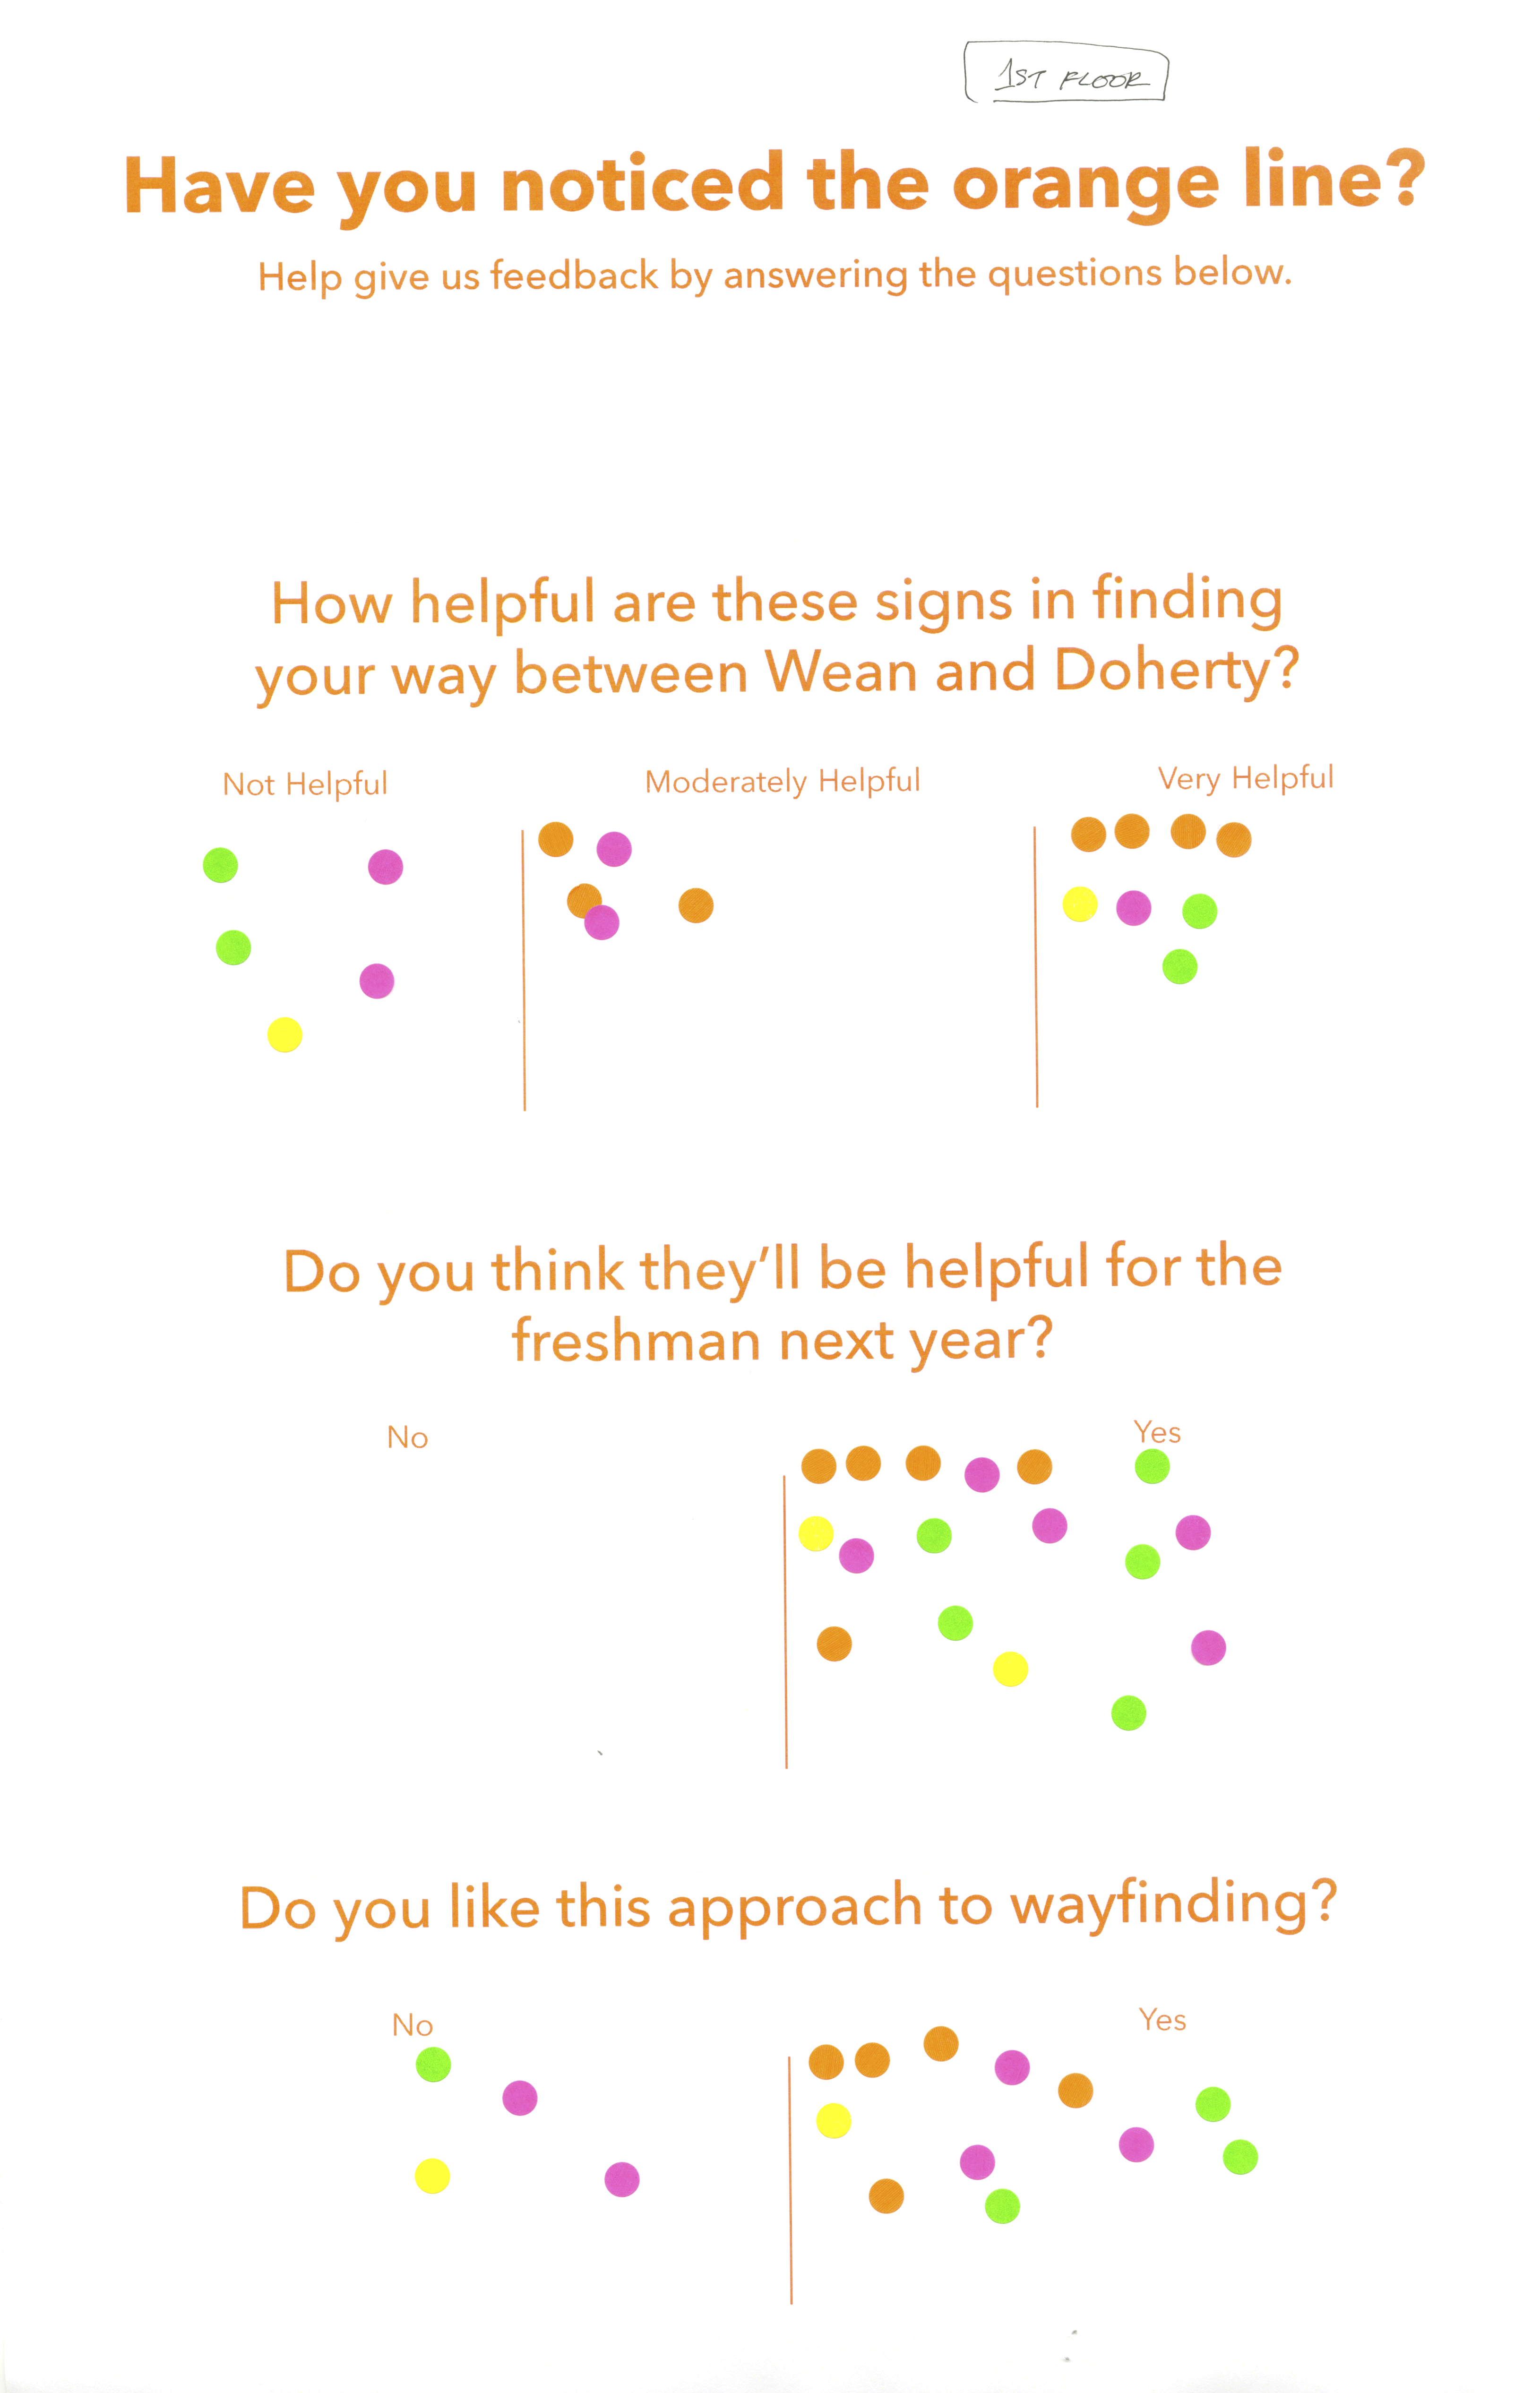 1ST FLOOR
Have you noticed the orange line?
Help give us feedback by answering the questions below.
How helpful are these signs in finding
your way between Wean and Doherty?
Not Helpful
Moderately Helpful
Very Helpful
Do you think they'll be helpful for the
freshman next year?
No
Yes
Do you like this approach to wayfinding?
No
Yes